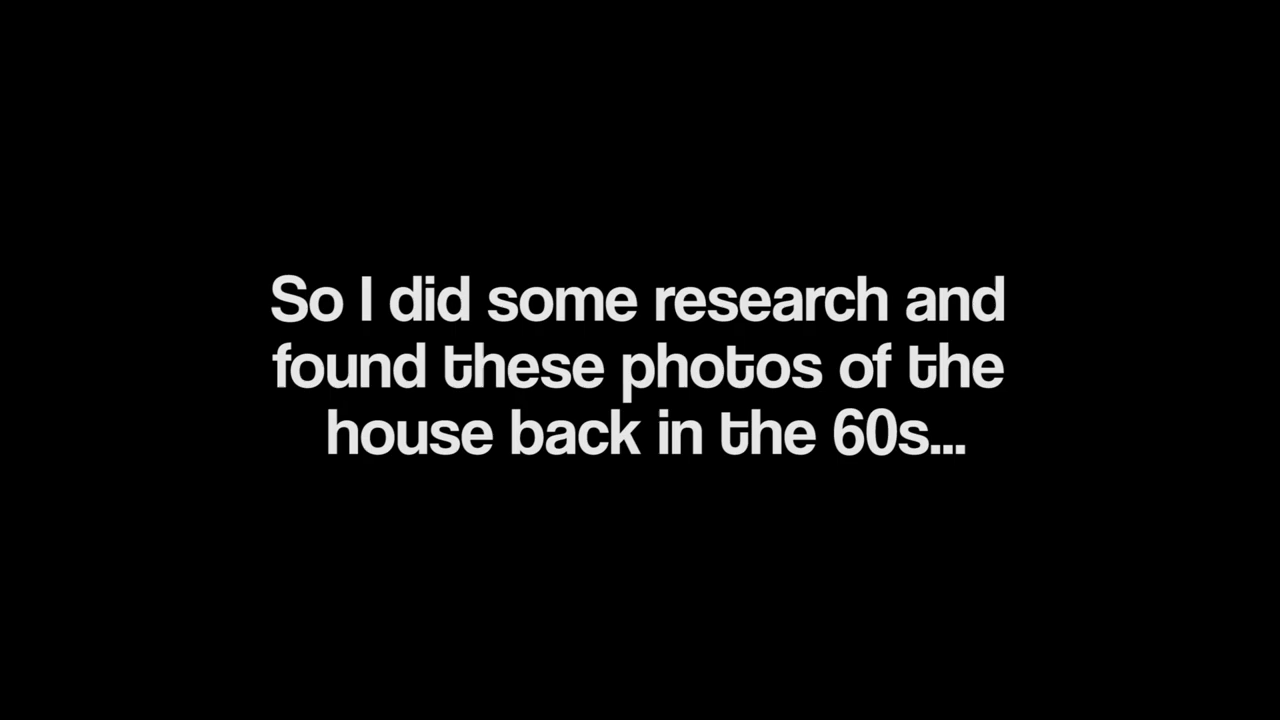 So I did some research and
found these photos of the
house back in the 60s...